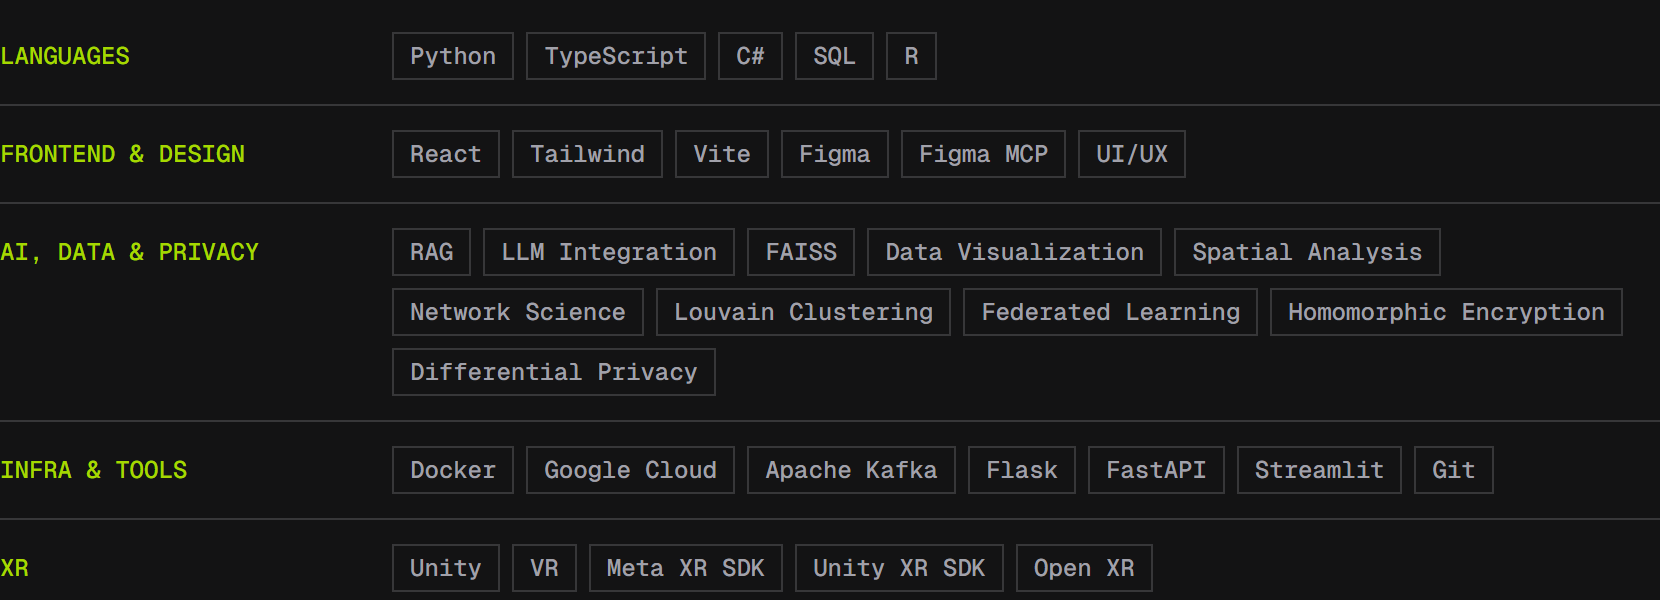 LANGUAGES Python TypeScript C# SQL R
FRONTEND & DESIGN React Tailwind Vite Figma Figma MCP UI/UX
AI, DATA & PRIVACY RAG LLM Integration FAISS Data Visualization Spatial Analysis
Network Science Louvain Clustering Federated Learning Homomorphic Encryption
Differential Privacy
INFRA & TOOLS Docker Google Cloud Apache Kafka Flask FastAPI Streamlit Git
XR Unity VR Meta XR SDK Unity XR SDK Open XR